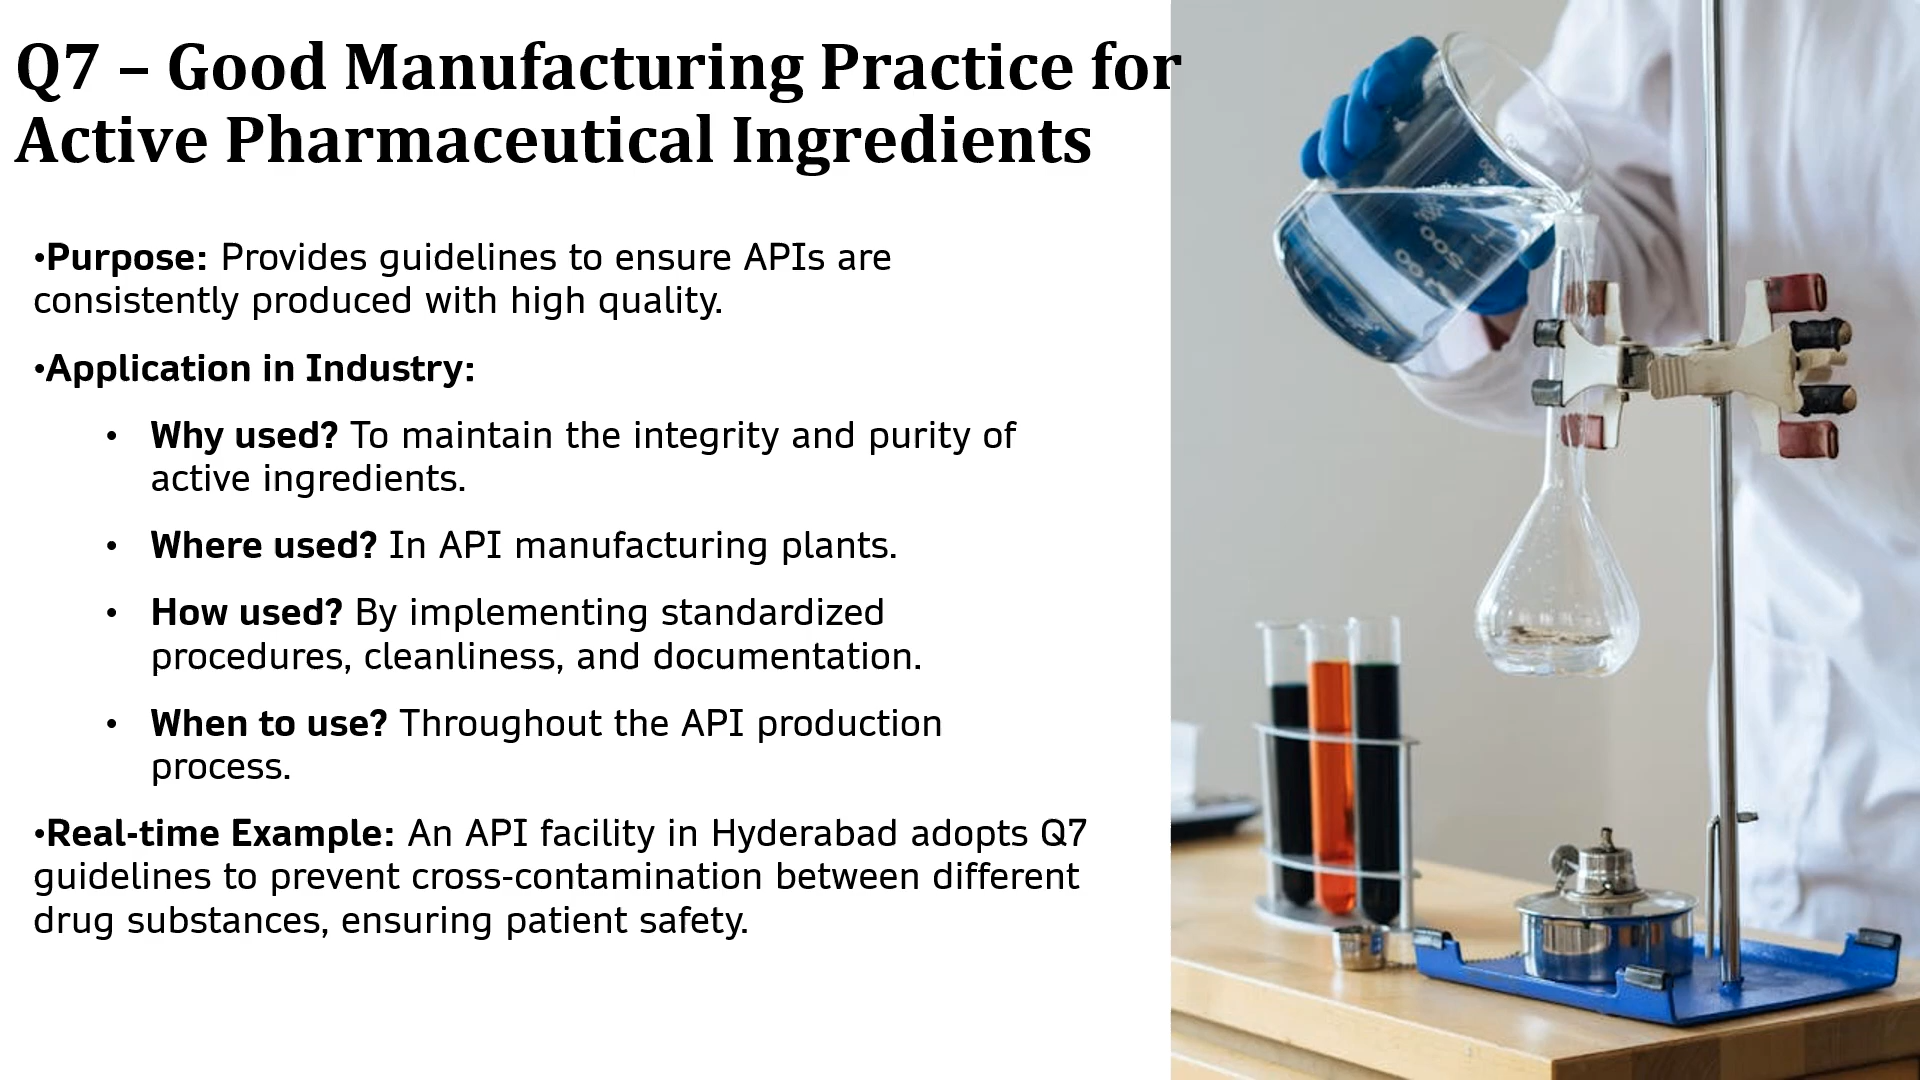 Q7 – Good Manufacturing Practice for
Active Pharmaceutical Ingredients
•Purpose: Provides guidelines to ensure APIs are
consistently produced with high quality.
•Application in Industry:
• Why used? To maintain the integrity and purity of
active ingredients.
• Where used? In API manufacturing plants.
• How used? By implementing standardized
procedures, cleanliness, and documentation.
• When to use? Throughout the API production
process.
•Real-time Example: An API facility in Hyderabad adopts Q7
guidelines to prevent cross-contamination between different
drug substances, ensuring patient safety.